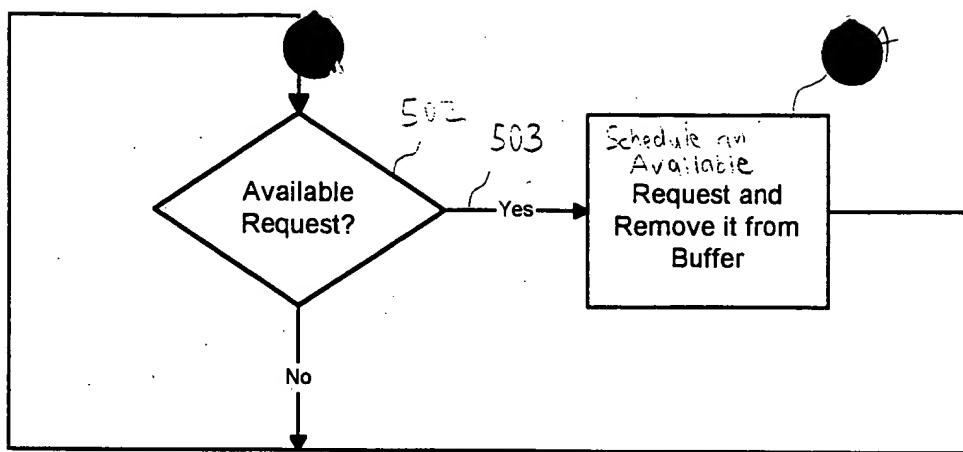 502
503
Available
Request?
Yes
Schedule an
Available
Request and
Remove it from
Buffer
No